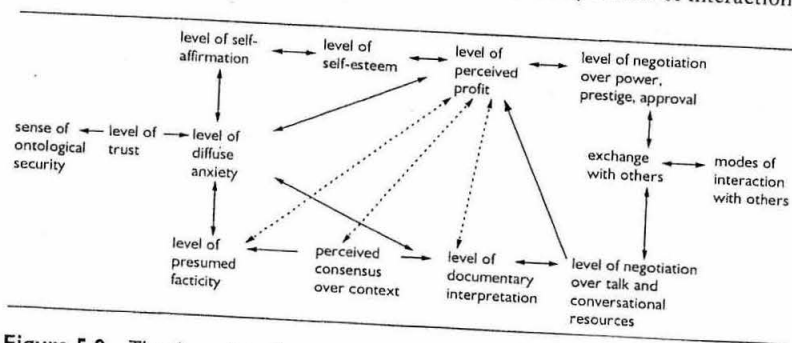 interaction
level of self-
affirmation
level of
self-esteem
level of
perceived
profit
level of negotiation
over power,
prestige, approval
sense of
ontological
security
level of
trust
level of
diffuse
anxiety
exchange
with others
modes of
interaction
with others
level of
presumed
facticity
perceived
consensus
over context
level of
documentary
interpretation
level of negotiation
over talk and
conversational
resources
Figure